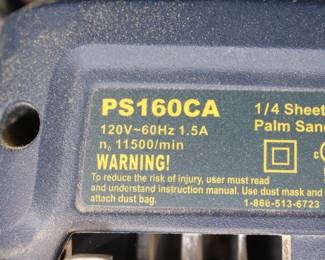 PS160CA
1/4 Sheet
120V~60Hz 1.5A
Palm San
n₀ 11500/min
WARNING!
To reduce the risk of injury, user must read
and understand instruction manual. Use dust mask and
attach dust bag.
1-866-513-6723
c